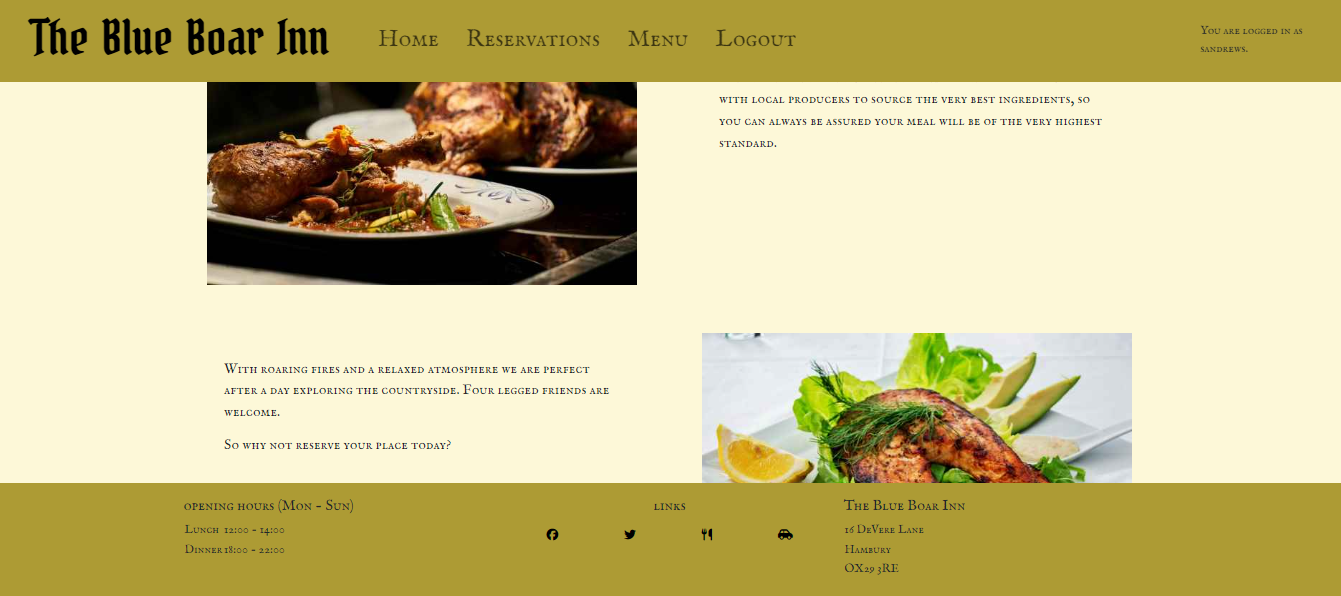 The Blue Boar Inn
Home Reservations Menu Logout
You are logged in as
sandrews.
with local producers to source the very best ingredients, so
you can always be assured your meal will be of the very highest
standard.
With roaring fires and a relaxed atmosphere we are perfect
after a day exploring the countryside. Four legged friends are
welcome.
So why not reserve your place today?
opening hours (Mon - Sun)
Lunch 12:00 - 14:00
Dinner 18:00 - 22:00
links
The Blue Boar Inn
16 DeVere Lane
Hambury
OX29 3RE